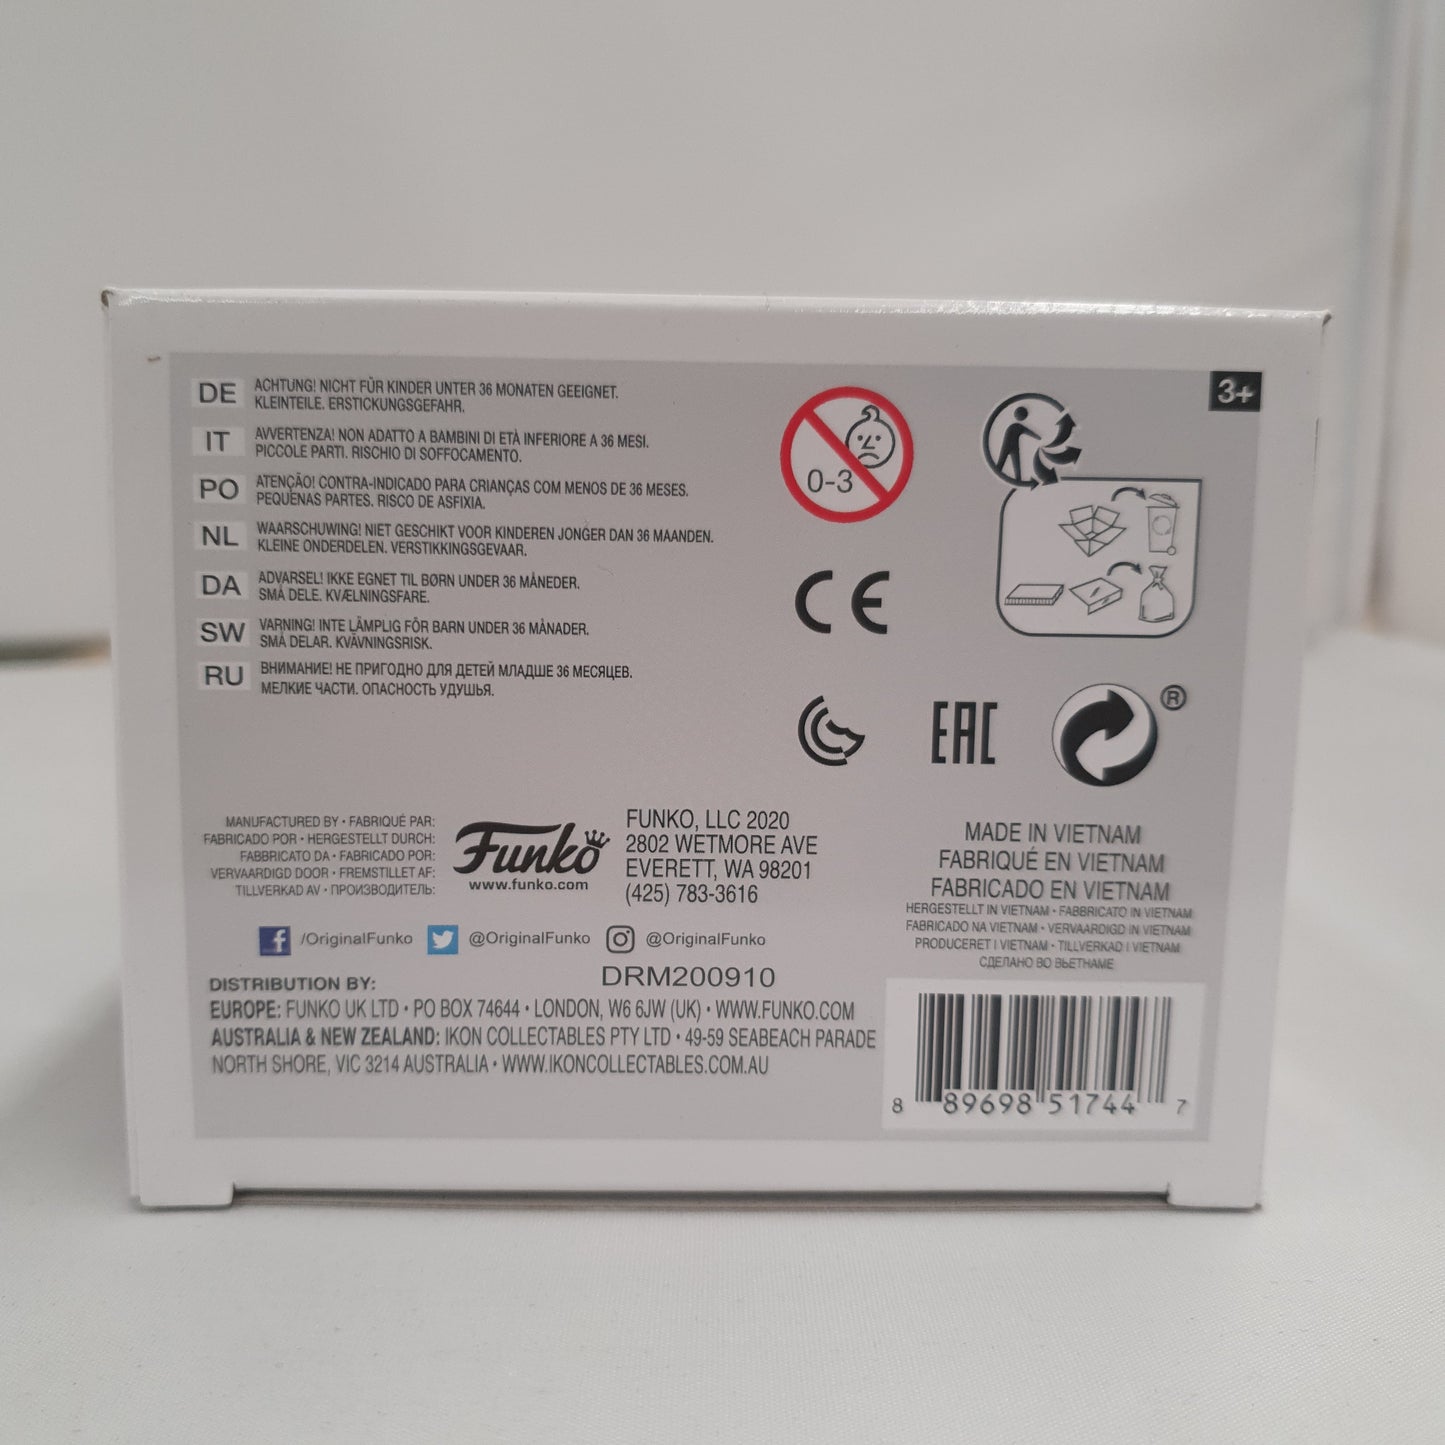 3+
DE ACHTUNG! NICHT FÜR KINDER UNTER 36 MONATEN GEEIGNET.
KLEINTEILE. ERSTICKUNGSGEFAHR.
IT AVVERTENZA! NON ADATTO A BAMBINI DI ETÀ INFERIORE A 36 MESI.
PICCOLE PARTI. RISCHIO DI SOFFOCAMENTO.
PO ATENÇÃO! CONTRA-INDICADO PARA CRIANÇAS COM MENOS DE 36 MESES.
PEQUENAS PARTES. RISCO DE ASFIXIA.
NL WAARSCHUWING! NIET GESCHIKT VOOR KINDEREN JONGER DAN 36 MAANDEN.
KLEINE ONDERDELEN. VERSTIKKINGSGEVAAR.
DA ADVARSEL! IKKE EGNET TIL BØRN UNDER 36 MÅNEDER.
SMÅ DELE. KVÆLNINGSFARE.
SW VARNING! INTE LÄMPLIG FÖR BARN UNDER 36 MÅNADER.
SMÅ DELAR. KVÄVNINGSRISK.
RU ВНИМАНИЕ! НЕ ПРИГОДНО ДЛЯ ДЕТЕЙ МЛАДШЕ 36 МЕСЯЦЕВ.
МЕЛКИЕ ЧАСТИ. ОПАСНОСТЬ УДУШЬЯ.
0-3
CE
EAC
®
MANUFACTURED BY • FABRIQUÉ PAR:
FABRICADO POR • HERGESTELLT DURCH:
FABBRICATO DA • FABRICADO POR:
VERVAARDIGD DOOR • FREMSTILLET AF:
TILLVERKAD AV • ПРОИЗВОДИТЕЛЬ:
Funko
www.funko.com
FUNKO, LLC 2020
2802 WETMORE AVE
EVERETT, WA 98201
(425) 783-3616
MADE IN VIETNAM
FABRIQUÉ EN VIETNAM
FABRICADO EN VIETNAM
HERGESTELLT IN VIETNAM • FABBRICATO IN VIETNAM
FABRICADO NA VIETNAM • VERVAARDIGD IN VIETNAM
PRODUCERET I VIETNAM • TILLVERKAD I VIETNAM
СДЕЛАНО ВО ВЬЕТНАМЕ
/OriginalFunko @OriginalFunko @OriginalFunko
DRM200910
DISTRIBUTION BY:
EUROPE: FUNKO UK LTD • PO BOX 74644 • LONDON, W6 6JW (UK) • WWW.FUNKO.COM
AUSTRALIA & NEW ZEALAND: IKON COLLECTABLES PTY LTD • 49-59 SEABEACH PARADE
NORTH SHORE, VIC 3214 AUSTRALIA • WWW.IKONCOLLECTABLES.COM.AU
8 89698 51744 7